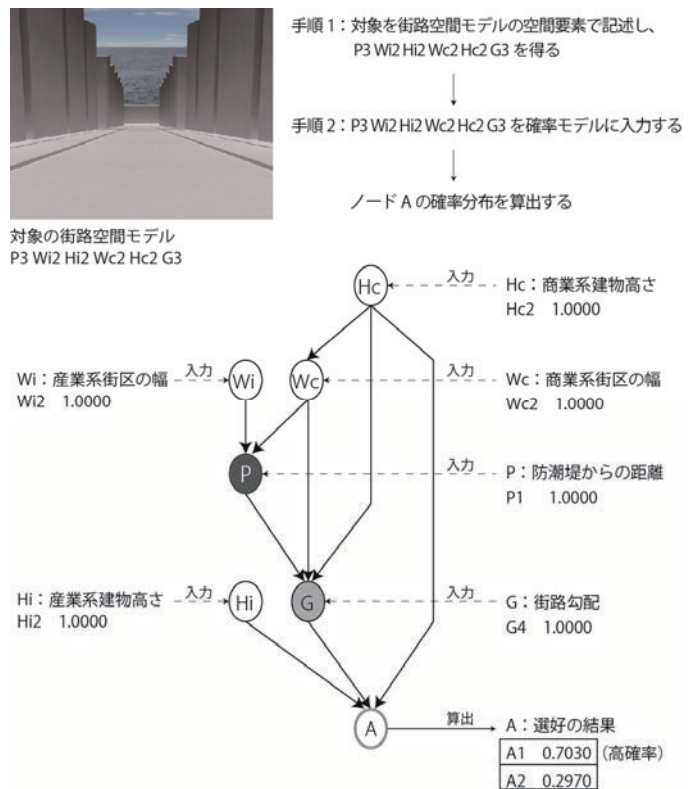 手順1：対象を街路空間モデルの空間要素で記述し、
P3 Wi2 Hi2 Wc2 Hc2 G3 を得る
手順2：P3 Wi2 Hi2 Wc2 Hc2 G3 を確率モデルに入力する
ノード A の確率分布を算出する
対象の街路空間モデル
P3 Wi2 Hi2 Wc2 Hc2 G3
Hc
入力
Hc：商業系建物高さ
Hc2 1.0000
Wi：産業系街区の幅
Wi2 1.0000
入力
Wi
Wc
入力
Wc：商業系街区の幅
Wc2 1.0000
P
入力
P：防潮堤からの距離
P1 1.0000
Hi：産業系建物高さ
Hi2 1.0000
入力
Hi
G
入力
G：街路勾配
G4 1.0000
A
算出
A：選好の結果
A1 0.7030 (高確率)
A2 0.2970